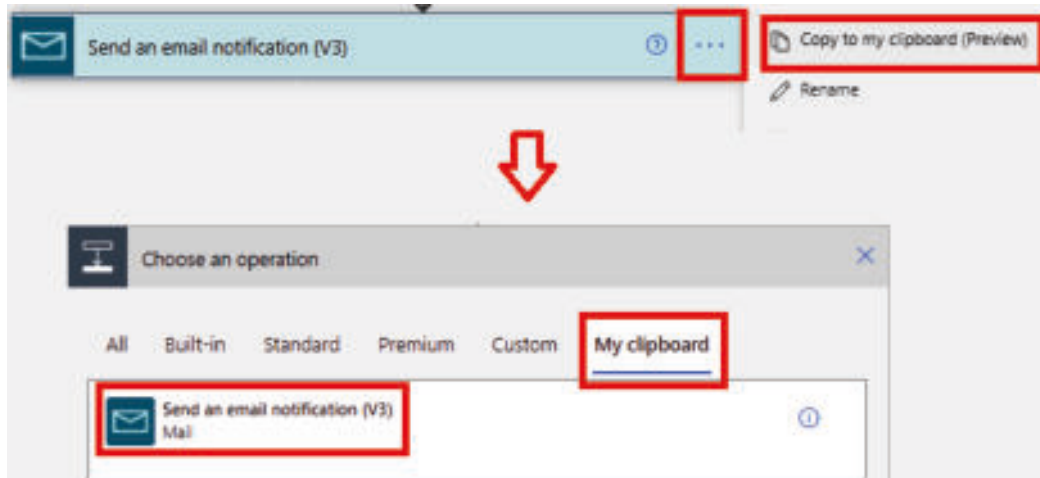 Send an email notification (V3)
Copy to my clipboard (Preview)
Rename
Choose an operation
All Built-in Standard Premium Custom My clipboard
Send an email notification (V3)
Mail